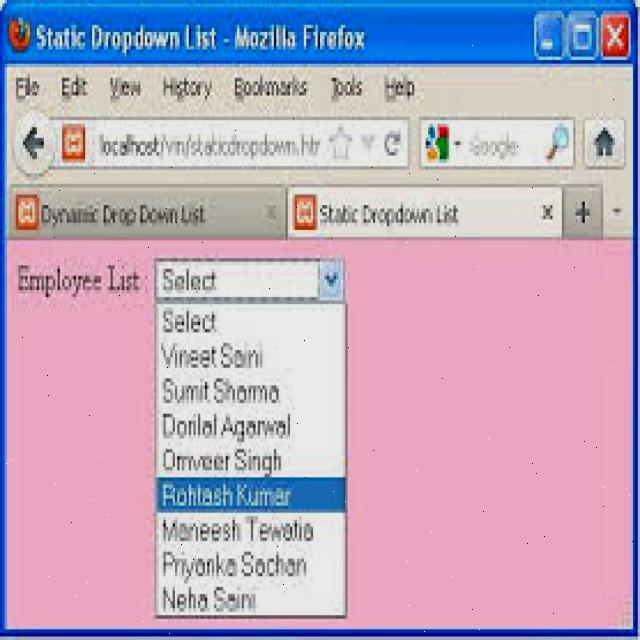 Static Dropdown List - Mozilla Firefox
File Edit View History Bookmarks Tools Help
localhost/vm/staticdropdown.htr Google
Dynamic Drop Down List Static Dropdown List
Employee List : Select
Select
Vineet Saini
Sumit Sharma
Dorilal Agarwal
Omveer Singh
Rohtash Kumar
Maneesh Tewatia
Priyanka Sachan
Neha Saini